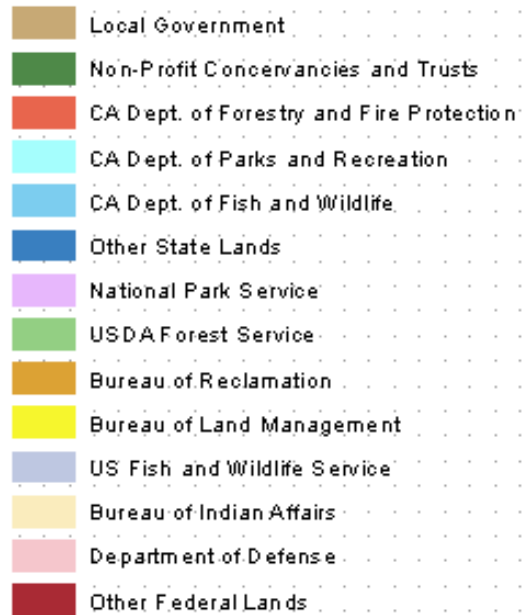 Local Government
Non-Profit Concervancies and Trusts
CA Dept. of Forestry and Fire Protection
CA Dept. of Parks and Recreation
CA Dept. of Fish and Wildlife
Other State Lands
National Park Service
USDA Forest Service
Bureau of Reclamation
Bureau of Land Management
US Fish and Wildlife Service
Bureau of Indian Affairs
Department of Defense
Other Federal Lands